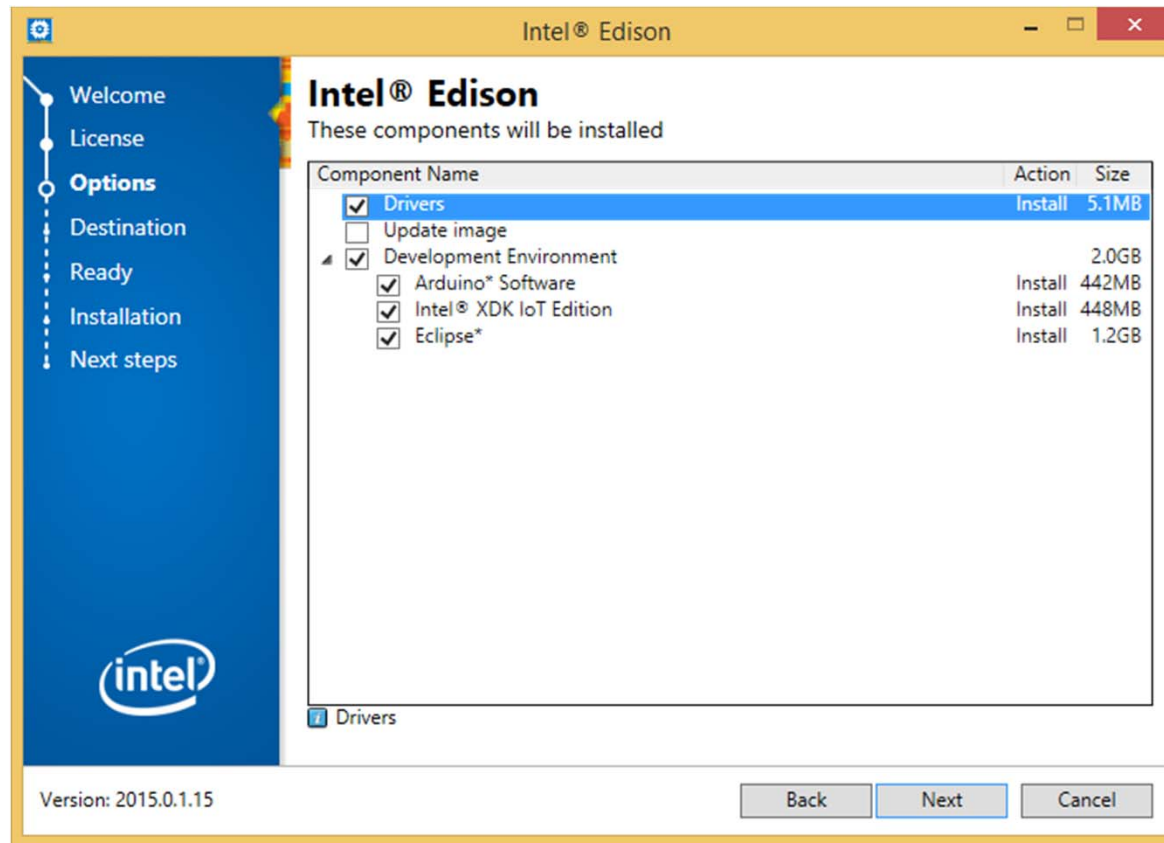 Intel® Edison
Welcome
License
Options
Destination
Ready
Installation
Next steps
intel®
Intel® Edison
These components will be installed
Component Name Action Size
Drivers Install 5.1MB
Update image
Development Environment 2.0GB
Arduino* Software Install 442MB
Intel® XDK IoT Edition Install 448MB
Eclipse* Install 1.2GB
i Drivers
Version: 2015.0.1.15
Back Next Cancel